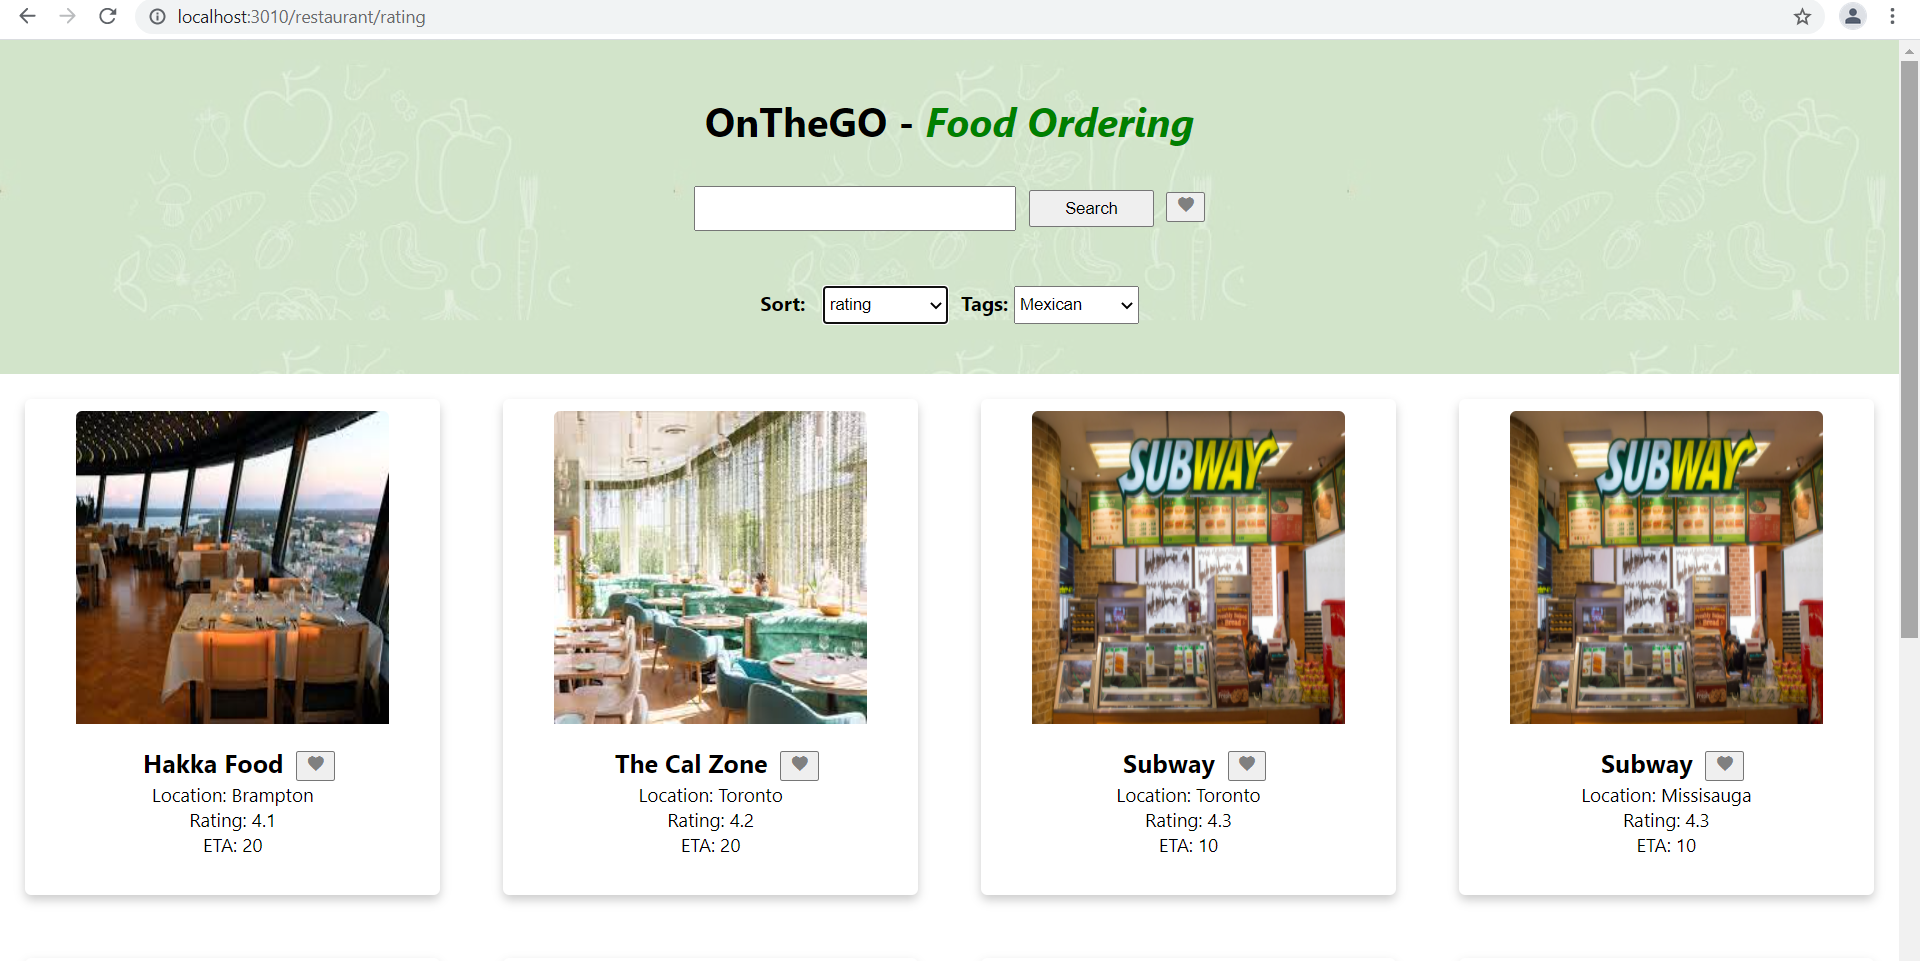 localhost:3010/restaurant/rating
OnTheGO - Food Ordering
Search
Sort: rating Tags: Mexican
SUBWAY
SUBWAY
Hakka Food
Location: Brampton
Rating: 4.1
ETA: 20
The Cal Zone
Location: Toronto
Rating: 4.2
ETA: 20
Subway
Location: Toronto
Rating: 4.3
ETA: 10
Subway
Location: Missisauga
Rating: 4.3
ETA: 10